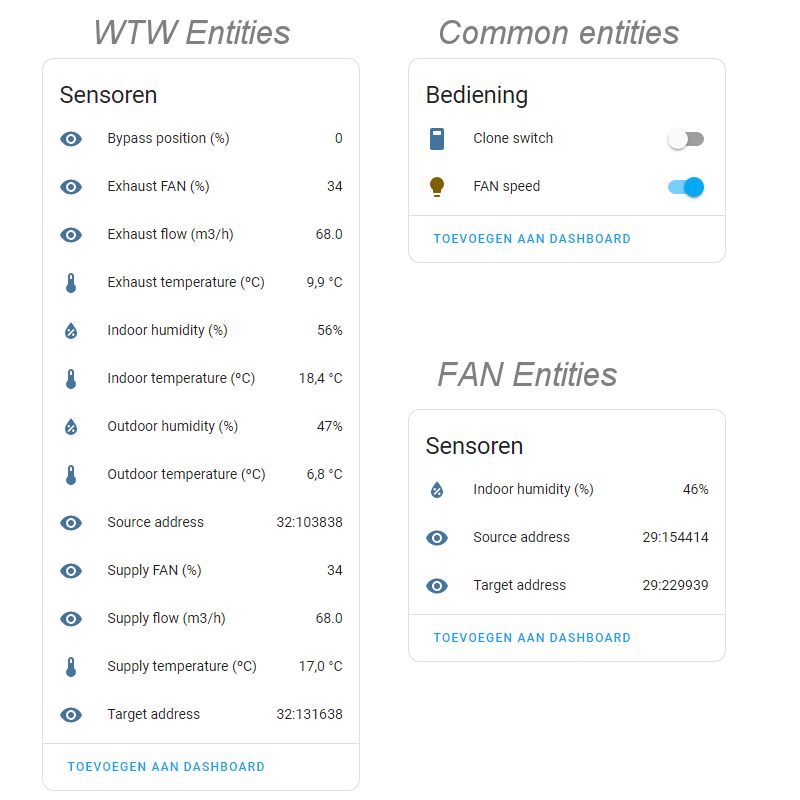 WTW Entities
Sensoren
Bypass position (%) 0
Exhaust FAN (%) 34
Exhaust flow (m3/h) 68.0
Exhaust temperature (ºC) 9,9 °C
Indoor humidity (%) 56%
Indoor temperature (ºC) 18,4 °C
Outdoor humidity (%) 47%
Outdoor temperature (ºC) 6,8 °C
Source address 32:103838
Supply FAN (%) 34
Supply flow (m3/h) 68.0
Supply temperature (ºC) 17,0 °C
Target address 32:131638
TOEVOEGEN AAN DASHBOARD
Common entities
Bediening
Clone switch
FAN speed
TOEVOEGEN AAN DASHBOARD
FAN Entities
Sensoren
Indoor humidity (%) 46%
Source address 29:154414
Target address 29:229939
TOEVOEGEN AAN DASHBOARD